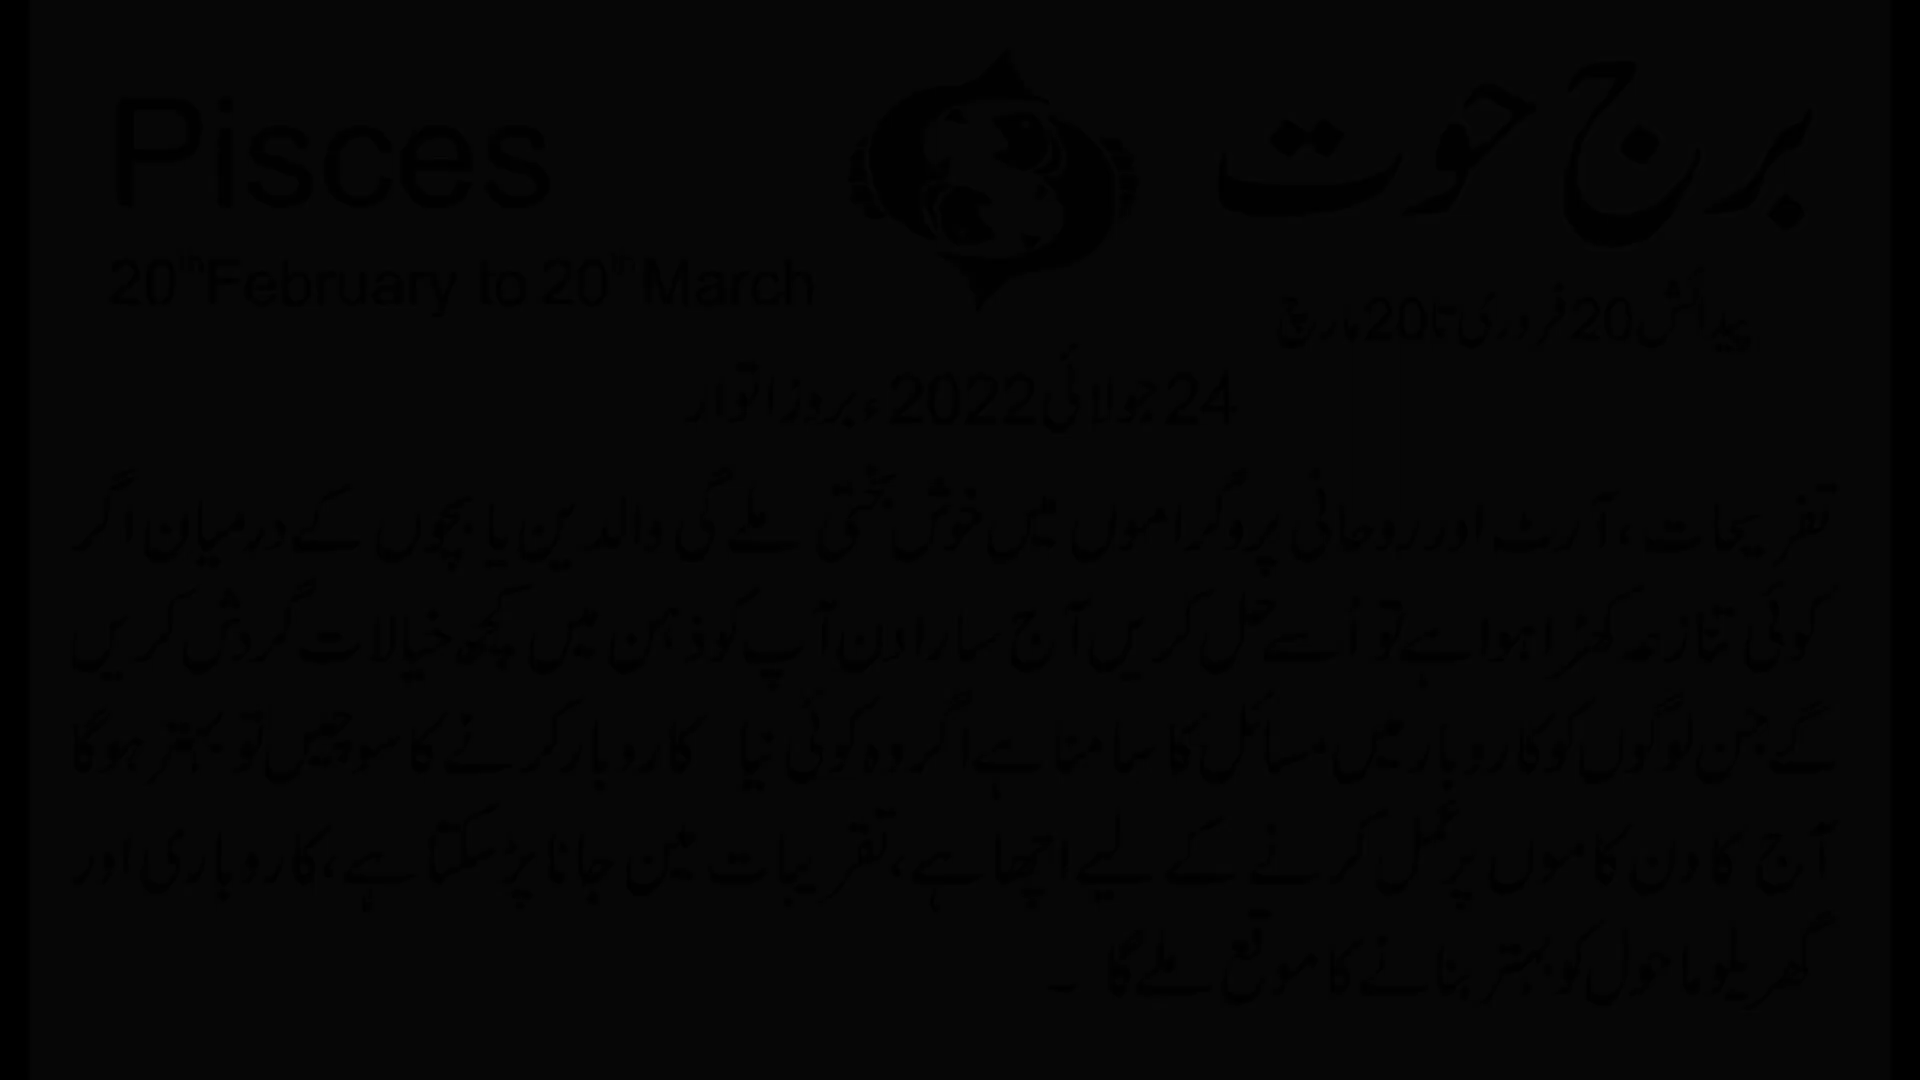 Pisces
برج حوت
20th February to 20th March
پیدائش 20 فروری تا 20 مارچ
24 جولائی 2022ء بروز اتوار
تفریحات، آرٹ اور روحانی پروگراموں میں خوش بختی ملے گی والدین یا بچوں کے درمیان اگر
کوئی تنازعہ کھڑا ہوا ہے تو اُسے حل کریں آج سارا دن آپ کو ذہن میں کچھ خیالات گردش کریں
گے جن لوگوں کو کاروبار میں مسائل کا سامنا ہے اگر وہ کوئی نیا کاروبار کرنے کا سوچیں تو بہتر ہوگا
آج کا دن کاموں پر عمل کرنے کے لیے اچھا ہے، تقریبات مین جانا پڑ سکتا ہے، کاروباری اور
گھریلو ماحول کو بہتر بنانے کا موقع ملے گا ۔